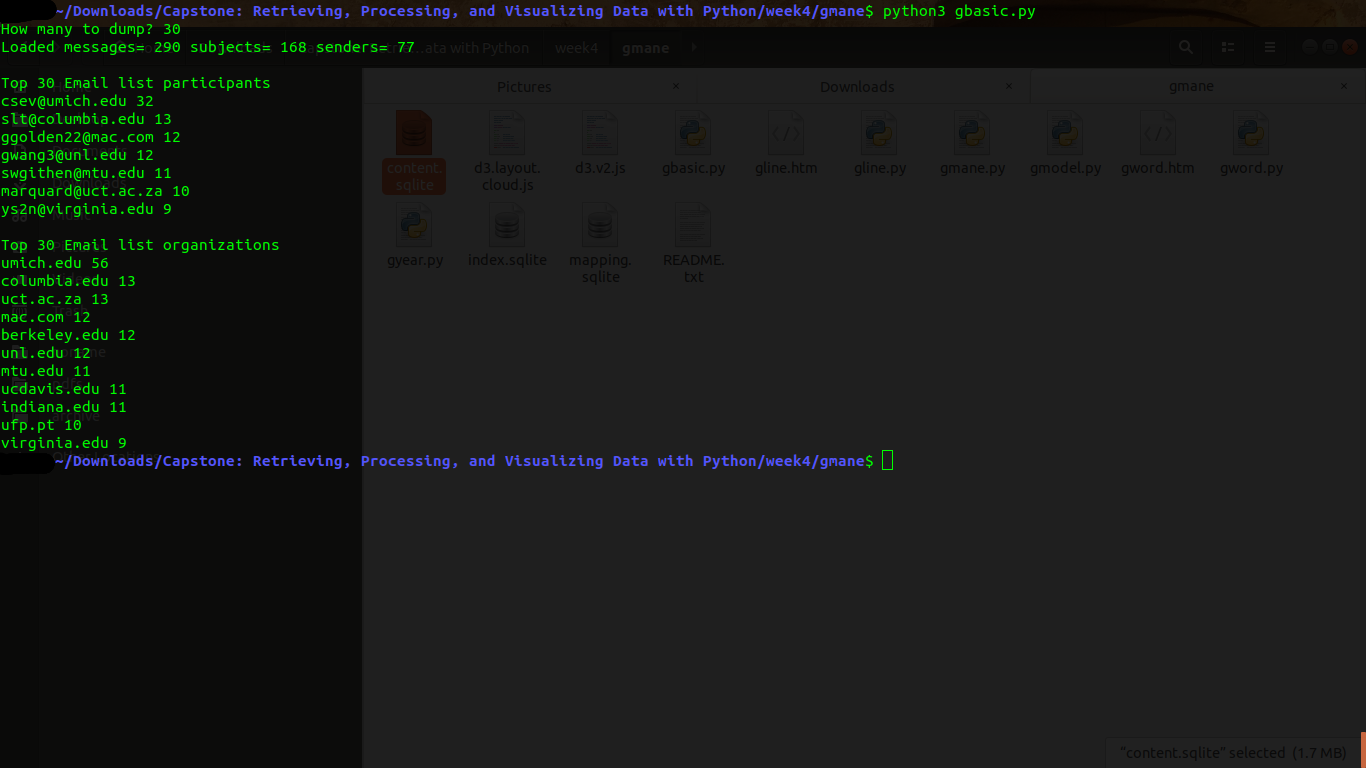 ~/Downloads/Capstone: Retrieving, Processing, and Visualizing Data with Python/week4/gmane$ python3 gbasic.py
How many to dump? 30
Loaded messages= 290 subjects= 168 senders= 77
Top 30 Email list participants
csev@umich.edu 32
slt@columbia.edu 13
ggolden22@mac.com 12
gwang3@unl.edu 12
swgithen@mtu.edu 11
marquard@uct.ac.za 10
ys2n@virginia.edu 9
Top 30 Email list organizations
umich.edu 56
columbia.edu 13
uct.ac.za 13
mac.com 12
berkeley.edu 12
unl.edu 12
mtu.edu 11
ucdavis.edu 11
indiana.edu 11
ufp.pt 10
virginia.edu 9
~/Downloads/Capstone: Retrieving, Processing, and Visualizing Data with Python/week4/gmane$
...ata with Python week4 gmane
Pictures × Downloads × gmane ×
content.sqlite
d3.layout.cloud.js
d3.v2.js
gbasic.py
gline.htm
gline.py
gmane.py
gmodel.py
gword.htm
gword.py
gyear.py
index.sqlite
mapping.sqlite
README.txt
"content.sqlite" selected (1.7 MB)